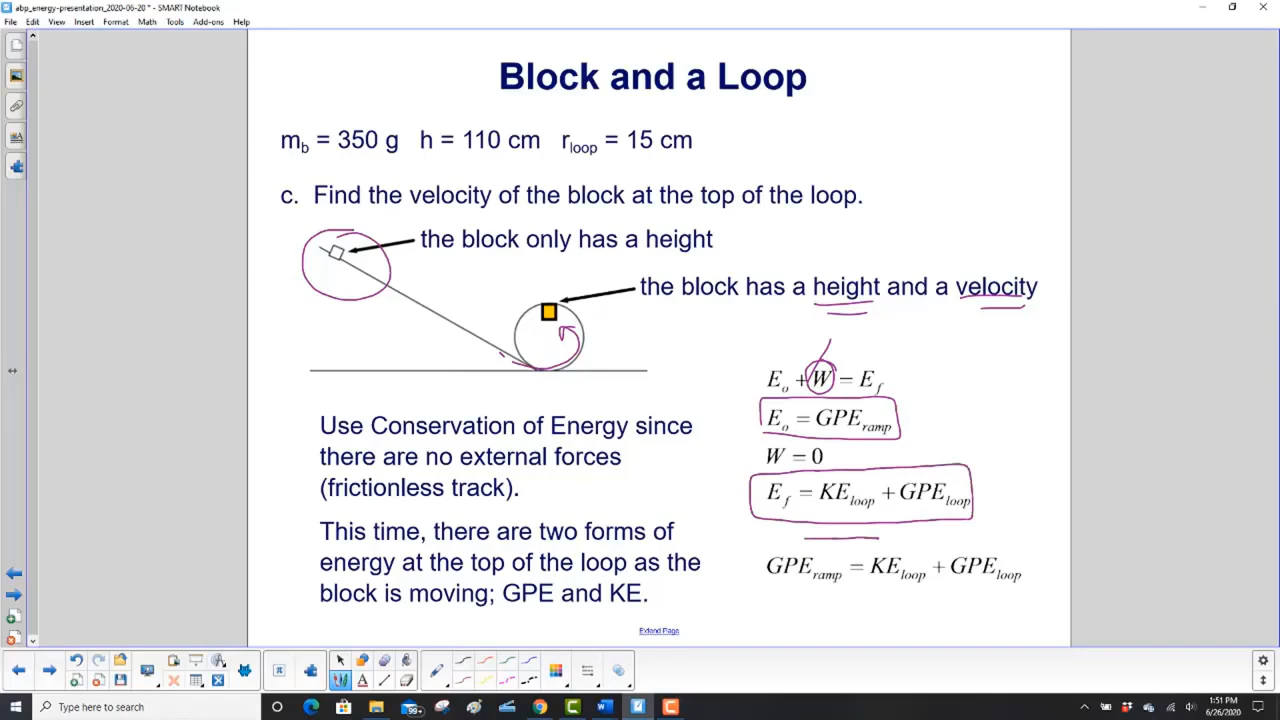 abp_energy-presentation_2020-06-20 * - SMART Notebook
File Edit View Insert Format Math Tools Add-ons Help
Block and a Loop
m_b = 350 g h = 110 cm r_loop = 15 cm
c. Find the velocity of the block at the top of the loop.
the block only has a height
the block has a height and a velocity
E_o + W = E_f
E_o = GPE_ramp
W = 0
E_f = KE_loop + GPE_loop
GPE_ramp = KE_loop + GPE_loop
Use Conservation of Energy since
there are no external forces
(frictionless track).
This time, there are two forms of
energy at the top of the loop as the
block is moving; GPE and KE.
Extend Page
Type here to search
99+
1:51 PM
6/26/2020